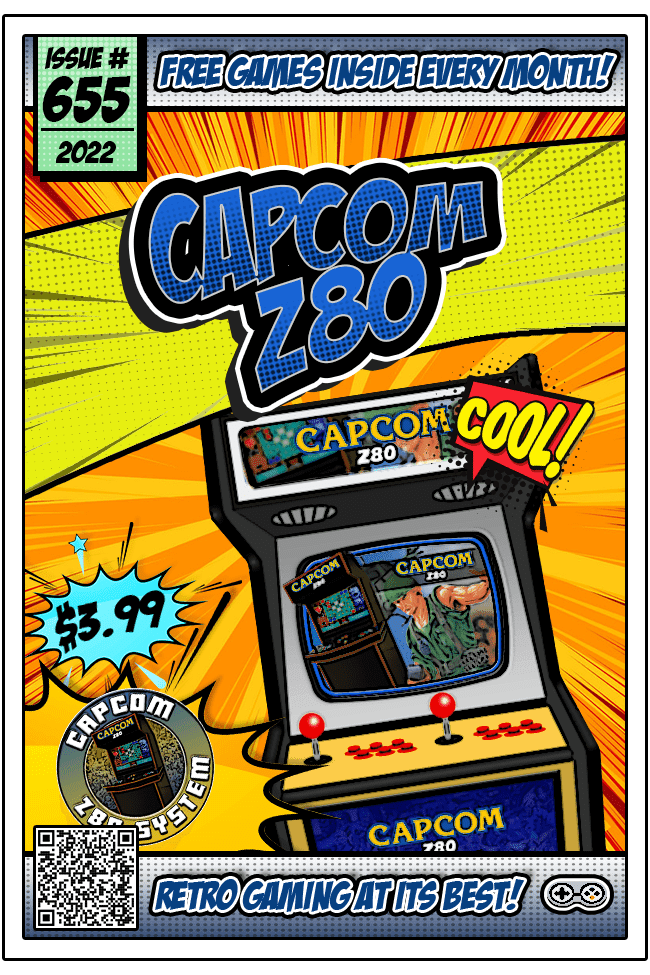 ISSUE #
655
2022
FREE GAMES INSIDE EVERY MONTH!
CAPCOM
Z80
CAPCOM
Z80
COOL!
CAPCOM
CAPCOM
Z80
$3.99
CAPCOM
CAPCOM
Z80 SYSTEM
CAPCOM
Z80
RETRO GAMING AT ITS BEST!